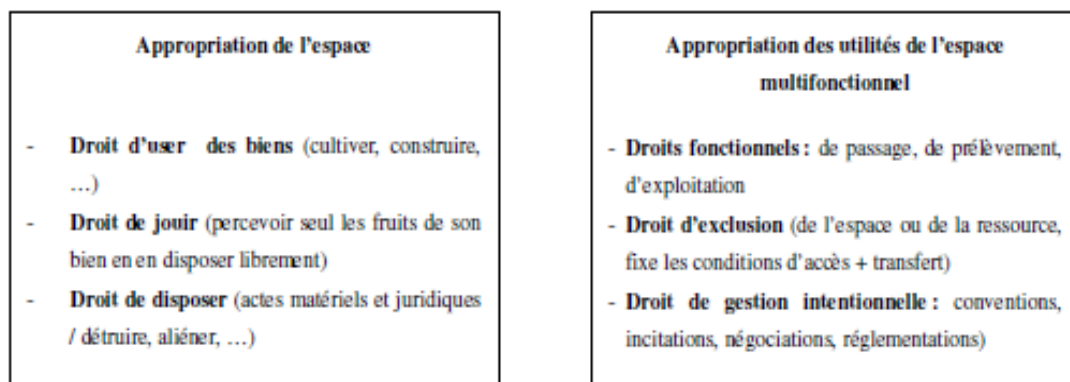 Appropriation de l'espace
- Droit d'user des biens (cultiver, construire,
…)
- Droit de jouir (percevoir seul les fruits de son
bien en en disposer librement)
- Droit de disposer (actes matériels et juridiques
/ détruire, aliéner, …)
Appropriation des utilités de l'espace
multifonctionnel
- Droits fonctionnels : de passage, de prélèvement,
d'exploitation
- Droit d'exclusion (de l'espace ou de la ressource,
fixe les conditions d'accès + transfert)
- Droit de gestion intentionnelle : conventions,
incitations, négociations, réglementations)